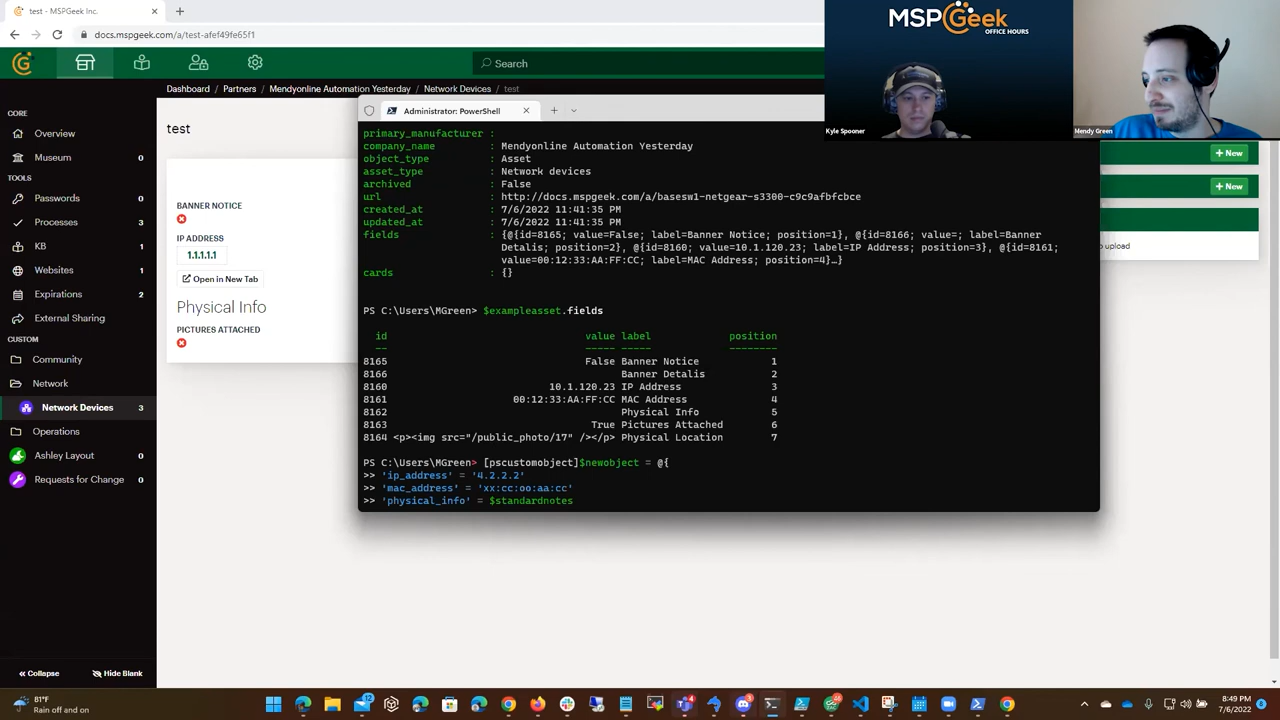 test - MSPGeek Inc.
docs.mspgeek.com/a/test-afef49fe65f1
Search
Dashboard / Partners / Mendyonline Automation Yesterday / Network Devices / test
MSPGeek
OFFICE HOURS
Kyle Spooner
Mendy Green
CORE
Overview
Museum 0
TOOLS
Passwords 0
Processes 3
KB 1
Websites 1
Expirations 2
External Sharing
CUSTOM
Community
Network
Network Devices 3
Operations
Ashley Layout 0
Requests for Change 0
Collapse
Hide Blank
test
BANNER NOTICE
IP ADDRESS
1.1.1.1
Open in New Tab
Physical Info
PICTURES ATTACHED
+ New
+ New
upload
Administrator: PowerShell
primary_manufacturer :
company_name : Mendyonline Automation Yesterday
object_type : Asset
asset_type : Network devices
archived : False
url : http://docs.mspgeek.com/a/basesw1-netgear-s3300-c9c9afbfcbce
created_at : 7/6/2022 11:41:35 PM
updated_at : 7/6/2022 11:41:35 PM
fields : {@{id=8165; value=False; label=Banner Notice; position=1}, @{id=8166; value=; label=Banner
Detalis; position=2}, @{id=8160; value=10.1.120.23; label=IP Address; position=3}, @{id=8161;
value=00:12:33:AA:FF:CC; label=MAC Address; position=4}…}
cards : {}
PS C:\Users\MGreen> $exampleasset.fields
id value label position
-- ----- ----- --------
8165 False Banner Notice 1
8166 Banner Detalis 2
8160 10.1.120.23 IP Address 3
8161 00:12:33:AA:FF:CC MAC Address 4
8162 Physical Info 5
8163 True Pictures Attached 6
8164 <p><img src="/public_photo/17" /></p> Physical Location 7
PS C:\Users\MGreen> [pscustomobject]$newobject = @{
>> 'ip_address' = '4.2.2.2'
>> 'mac_address' = 'xx:cc:oo:aa:cc'
>> 'physical_info' = $standardnotes
81°F
Rain off and on
8:49 PM
7/6/2022